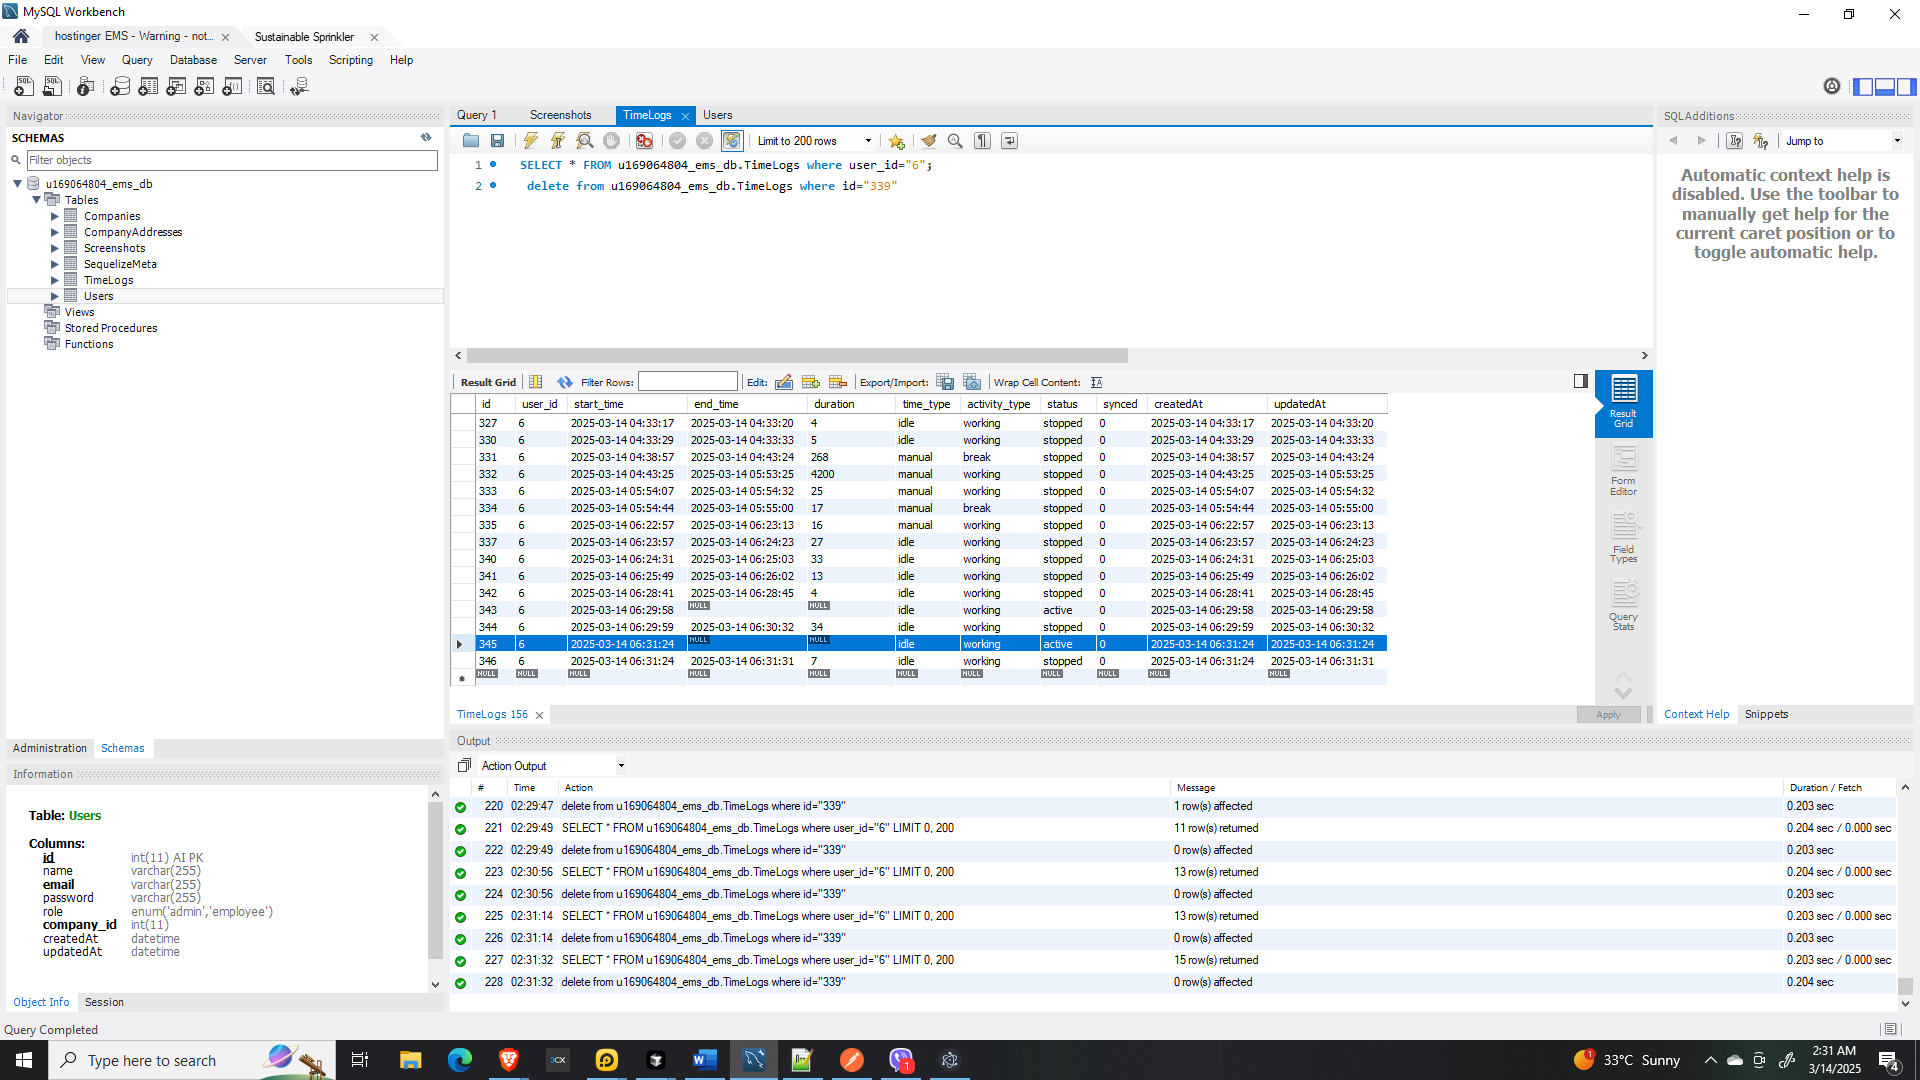 MySQL Workbench
hostinger EMS - Warning - not...
Sustainable Sprinkler
File Edit View Query Database Server Tools Scripting Help
Navigator
SCHEMAS
Filter objects
u169064804_ems_db
Tables
Companies
CompanyAddresses
Screenshots
SequelizeMeta
TimeLogs
Users
Views
Stored Procedures
Functions
Administration Schemas
Information
Table: Users
Columns:
id int(11) AI PK
name varchar(255)
email varchar(255)
password varchar(255)
role enum('admin','employee')
company_id int(11)
createdAt datetime
updatedAt datetime
Object Info Session
Query Completed
Query 1 Screenshots TimeLogs Users
Limit to 200 rows
1 SELECT * FROM u169064804_ems_db.TimeLogs where user_id="6";
2 delete from u169064804_ems_db.TimeLogs where id="339"
Result Grid Filter Rows: Edit: Export/Import: Wrap Cell Content:
id user_id start_time end_time duration time_type activity_type status synced createdAt updatedAt
327 6 2025-03-14 04:33:17 2025-03-14 04:33:20 4 idle working stopped 0 2025-03-14 04:33:17 2025-03-14 04:33:20
330 6 2025-03-14 04:33:29 2025-03-14 04:33:33 5 idle working stopped 0 2025-03-14 04:33:29 2025-03-14 04:33:33
331 6 2025-03-14 04:38:57 2025-03-14 04:43:24 268 manual break stopped 0 2025-03-14 04:38:57 2025-03-14 04:43:24
332 6 2025-03-14 04:43:25 2025-03-14 05:53:25 4200 manual working stopped 0 2025-03-14 04:43:25 2025-03-14 05:53:25
333 6 2025-03-14 05:54:07 2025-03-14 05:54:32 25 manual working stopped 0 2025-03-14 05:54:07 2025-03-14 05:54:32
334 6 2025-03-14 05:54:44 2025-03-14 05:55:00 17 manual break stopped 0 2025-03-14 05:54:44 2025-03-14 05:55:00
335 6 2025-03-14 06:22:57 2025-03-14 06:23:13 16 manual working stopped 0 2025-03-14 06:22:57 2025-03-14 06:23:13
337 6 2025-03-14 06:23:57 2025-03-14 06:24:23 27 idle working stopped 0 2025-03-14 06:23:57 2025-03-14 06:24:23
340 6 2025-03-14 06:24:31 2025-03-14 06:25:03 33 idle working stopped 0 2025-03-14 06:24:31 2025-03-14 06:25:03
341 6 2025-03-14 06:25:49 2025-03-14 06:26:02 13 idle working stopped 0 2025-03-14 06:25:49 2025-03-14 06:26:02
342 6 2025-03-14 06:28:41 2025-03-14 06:28:45 4 idle working stopped 0 2025-03-14 06:28:41 2025-03-14 06:28:45
343 6 2025-03-14 06:29:58 NULL NULL idle working active 0 2025-03-14 06:29:58 2025-03-14 06:29:58
344 6 2025-03-14 06:29:59 2025-03-14 06:30:32 34 idle working stopped 0 2025-03-14 06:29:59 2025-03-14 06:30:32
345 6 2025-03-14 06:31:24 NULL NULL idle working active 0 2025-03-14 06:31:24 2025-03-14 06:31:24
346 6 2025-03-14 06:31:24 2025-03-14 06:31:31 7 idle working stopped 0 2025-03-14 06:31:24 2025-03-14 06:31:31
NULL NULL NULL NULL NULL NULL NULL NULL NULL NULL NULL
Result Grid
Form Editor
Field Types
Query Stats
TimeLogs 156
Apply
Output
Action Output
# Time Action Message Duration / Fetch
220 02:29:47 delete from u169064804_ems_db.TimeLogs where id="339" 1 row(s) affected 0.203 sec
221 02:29:49 SELECT * FROM u169064804_ems_db.TimeLogs where user_id="6" LIMIT 0, 200 11 row(s) returned 0.204 sec / 0.000 sec
222 02:29:49 delete from u169064804_ems_db.TimeLogs where id="339" 0 row(s) affected 0.203 sec
223 02:30:56 SELECT * FROM u169064804_ems_db.TimeLogs where user_id="6" LIMIT 0, 200 13 row(s) returned 0.204 sec / 0.000 sec
224 02:30:56 delete from u169064804_ems_db.TimeLogs where id="339" 0 row(s) affected 0.203 sec
225 02:31:14 SELECT * FROM u169064804_ems_db.TimeLogs where user_id="6" LIMIT 0, 200 13 row(s) returned 0.203 sec / 0.000 sec
226 02:31:14 delete from u169064804_ems_db.TimeLogs where id="339" 0 row(s) affected 0.203 sec
227 02:31:32 SELECT * FROM u169064804_ems_db.TimeLogs where user_id="6" LIMIT 0, 200 15 row(s) returned 0.203 sec / 0.000 sec
228 02:31:32 delete from u169064804_ems_db.TimeLogs where id="339" 0 row(s) affected 0.204 sec
SQLAdditions
Jump to
Automatic context help is
disabled. Use the toolbar to
manually get help for the
current caret position or to
toggle automatic help.
Context Help Snippets
Type here to search
33°C Sunny
2:31 AM
3/14/2025